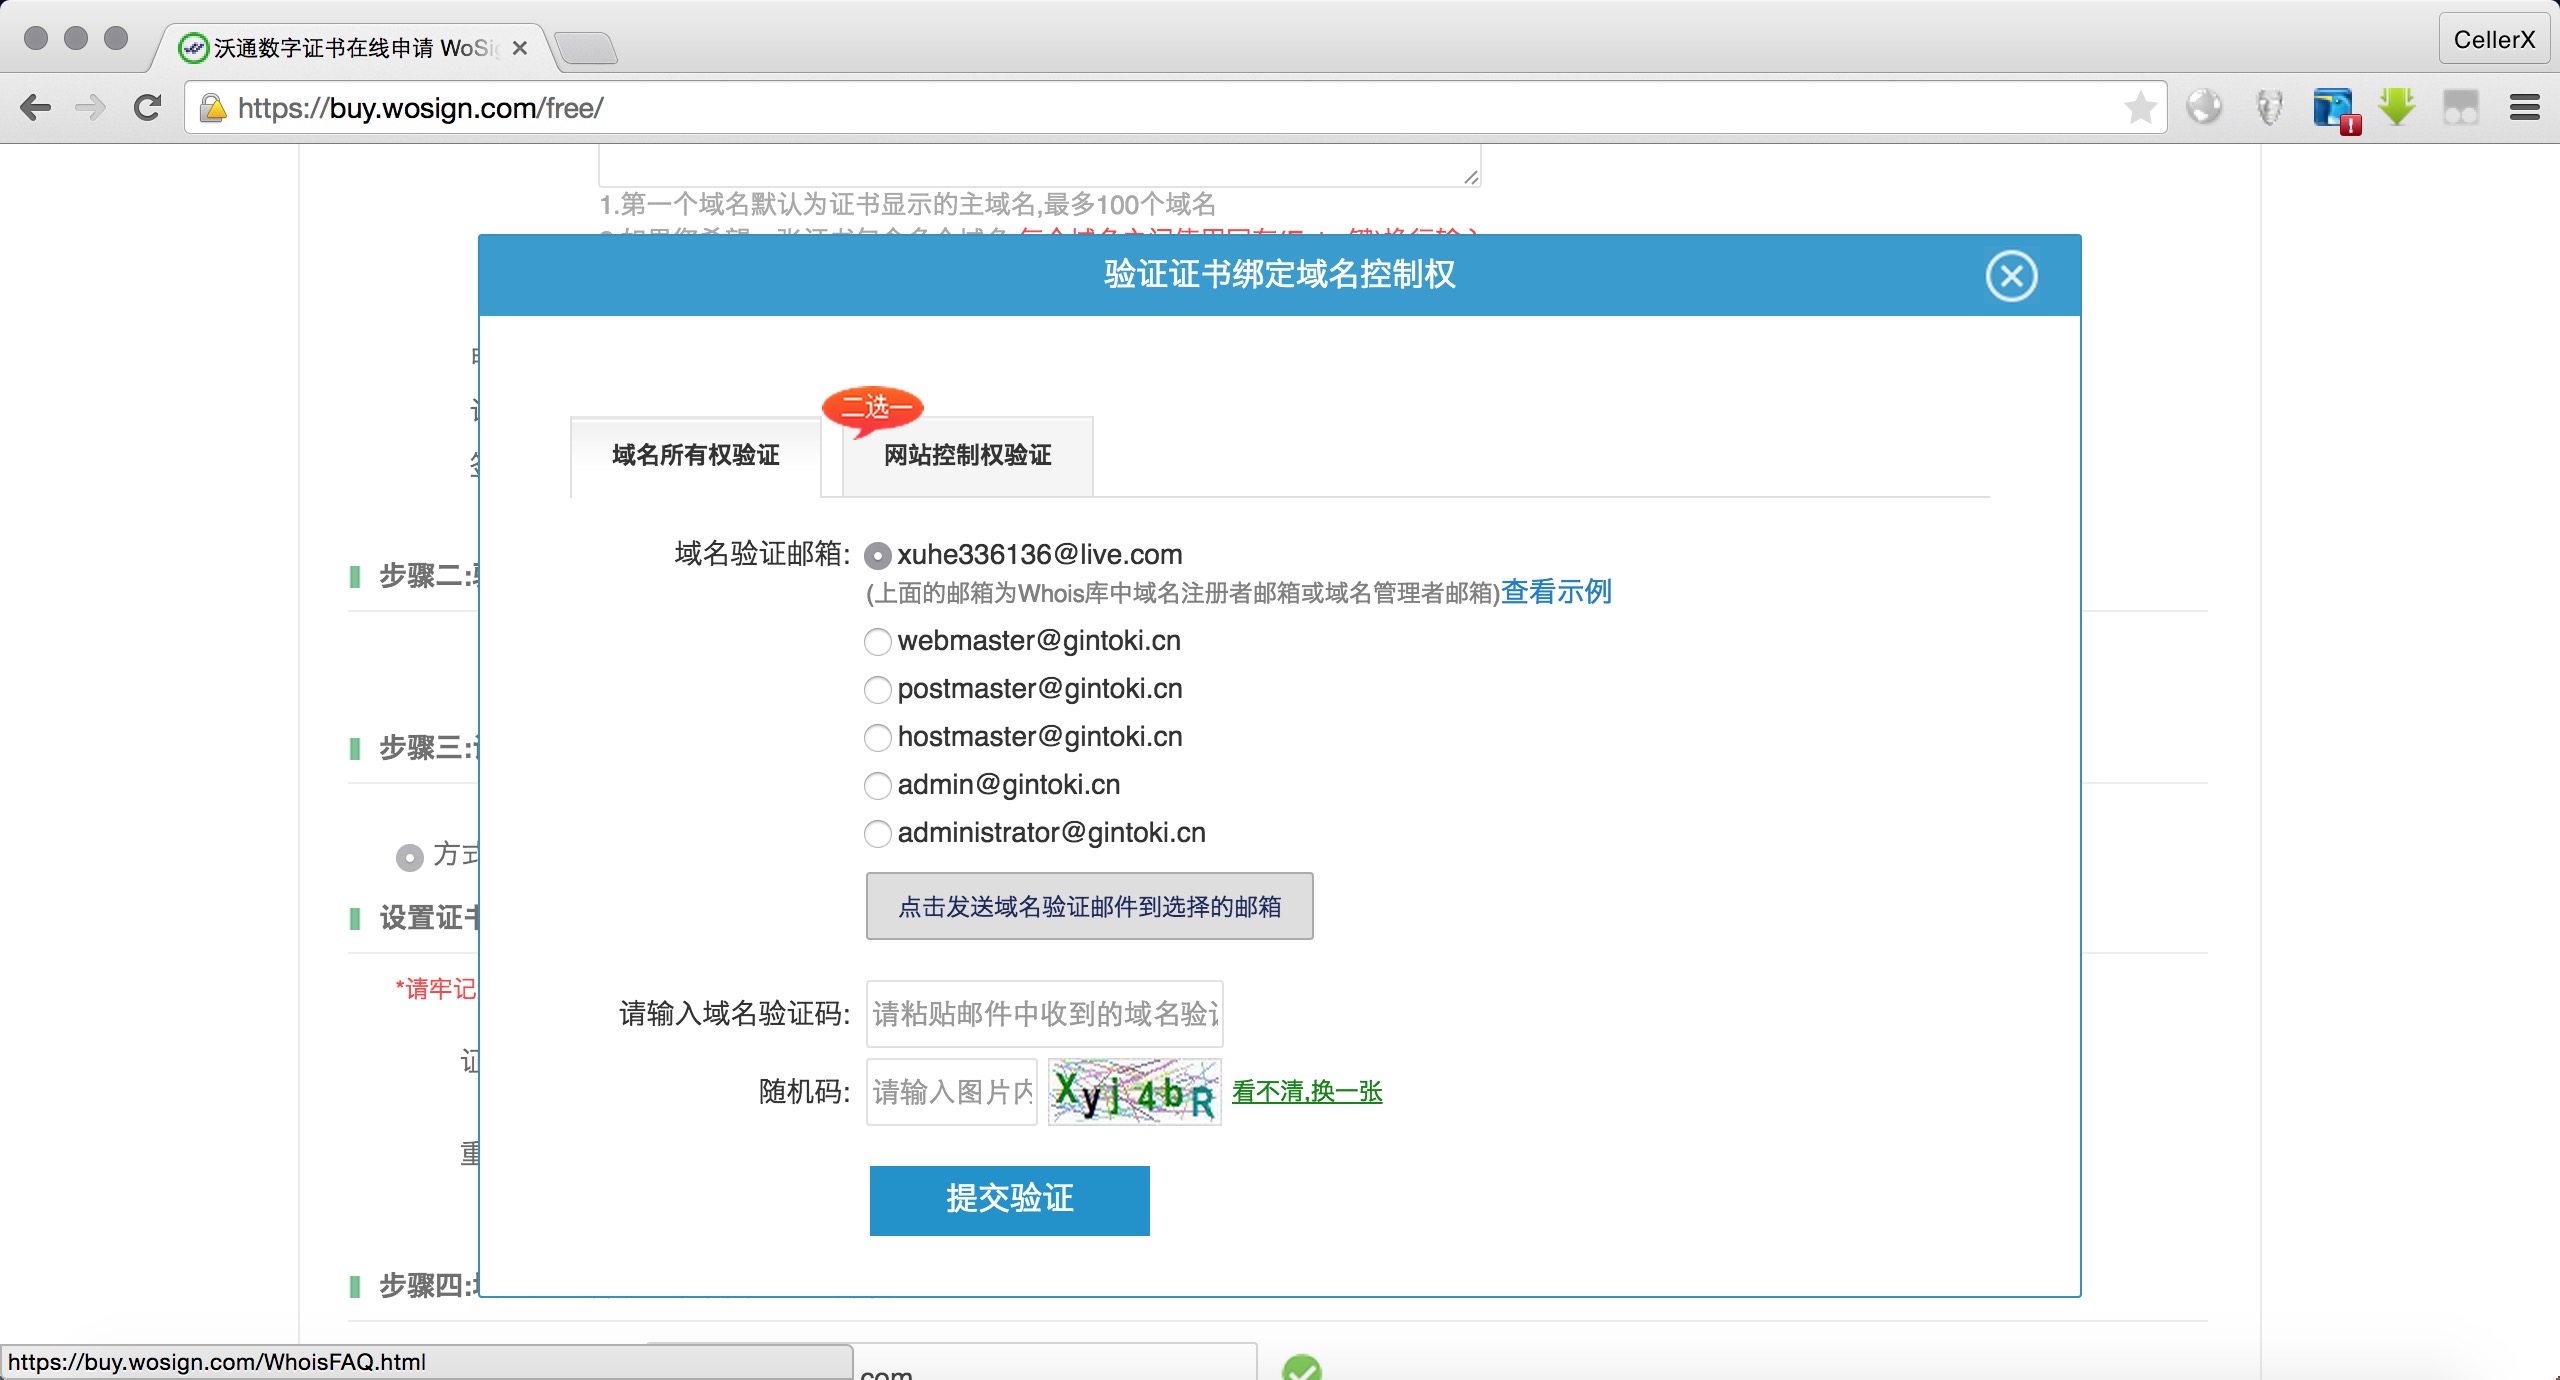 沃通数字证书在线申请 WoSi
CellerX
https://buy.wosign.com/free/
1.第一个域名默认为证书显示的主域名,最多100个域名
验证证书绑定域名控制权
二选一
域名所有权验证
网站控制权验证
域名验证邮箱:
xuhe336136@live.com
(上面的邮箱为Whois库中域名注册者邮箱或域名管理者邮箱)查看示例
webmaster@gintoki.cn
postmaster@gintoki.cn
hostmaster@gintoki.cn
admin@gintoki.cn
administrator@gintoki.cn
点击发送域名验证邮件到选择的邮箱
请输入域名验证码:
请粘贴邮件中收到的域名验
随机码:
请输入图片内
Xyj4bR
看不清,换一张
提交验证
步骤二:
步骤三:
方式
设置证书
*请牢记
步骤四:
https://buy.wosign.com/WhoisFAQ.html
com